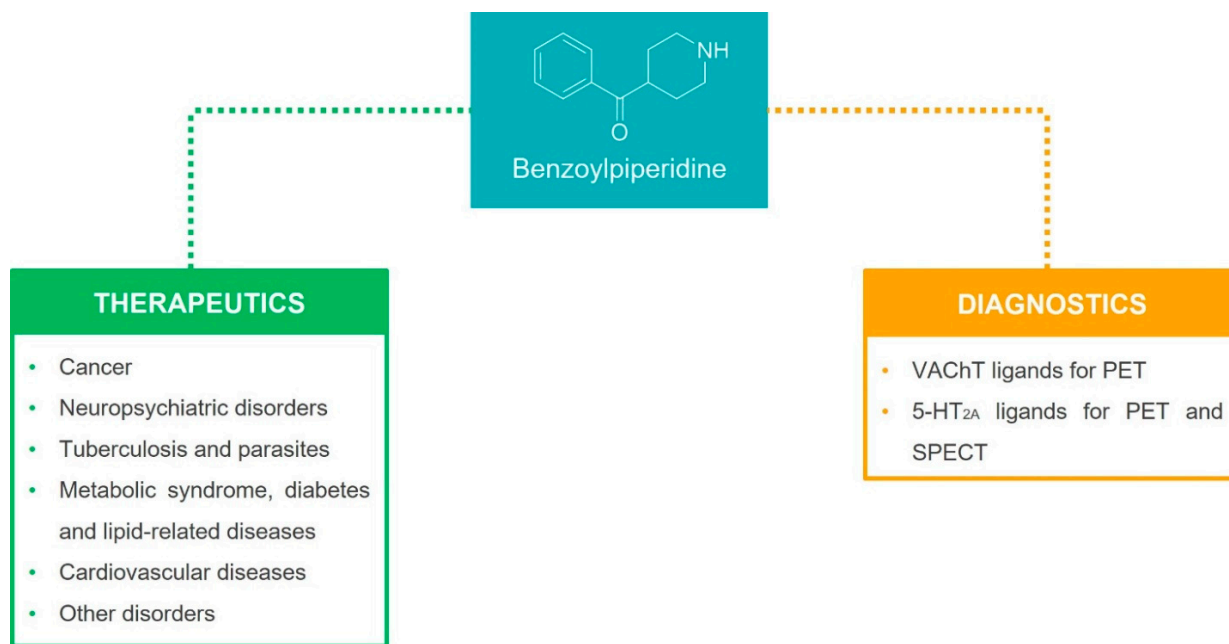 NH
O
Benzoylpiperidine
THERAPEUTICS
• Cancer
• Neuropsychiatric disorders
• Tuberculosis and parasites
• Metabolic syndrome, diabetes
and lipid-related diseases
• Cardiovascular diseases
• Other disorders
DIAGNOSTICS
• VAChT ligands for PET
• 5-HT2A ligands for PET and
SPECT